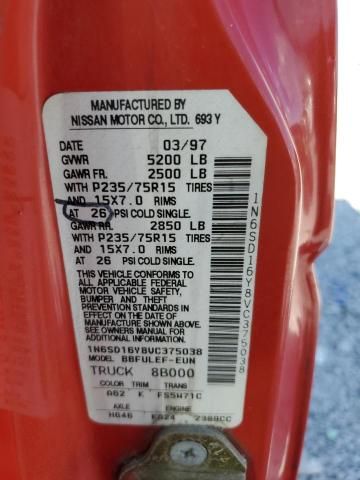 MANUFACTURED BY
NISSAN MOTOR CO., LTD. 693Y
DATE 03/97
GVWR 5200 LB
GAWR FR. 2500 LB
WITH P235/75R15 TIRES
AND 15X7.0 RIMS
AT 26 PSI COLD SINGLE.
GAWR RR. 2850 LB
WITH P235/75R15 TIRES
AND 15X7.0 RIMS
AT 26 PSI COLD SINGLE.
THIS VEHICLE CONFORMS TO
ALL APPLICABLE FEDERAL
MOTOR VEHICLE SAFETY,
BUMPER AND THEFT
PREVENTION STANDARDS IN
EFFECT ON THE DATE OF
MANUFACTURE SHOWN ABOVE.
SEE OWNERS MANUAL FOR
ADDITIONAL INFORMATION.
1N6SD16Y8VC375038
MODEL BBFULEF-EUN
TRUCK 8B000
COLOR TRIM TRANS
A62 K FS5W71C
AXLE ENGINE
HG46 KA24 2389CC
1N6SD16Y8VC375038